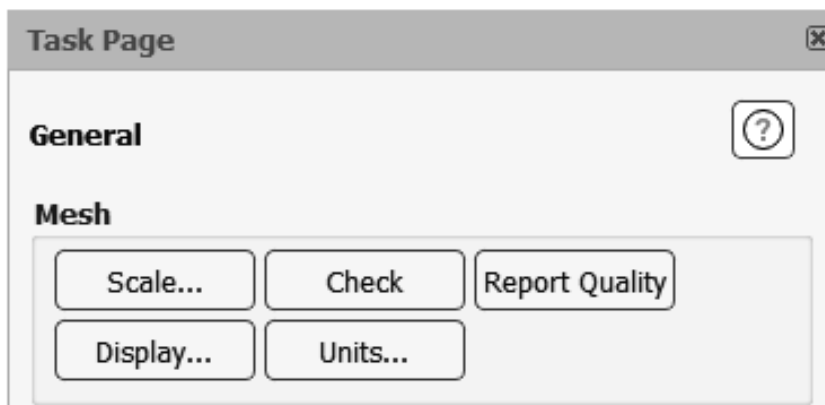 Task Page
General
?
Mesh
Scale... Check Report Quality
Display... Units...